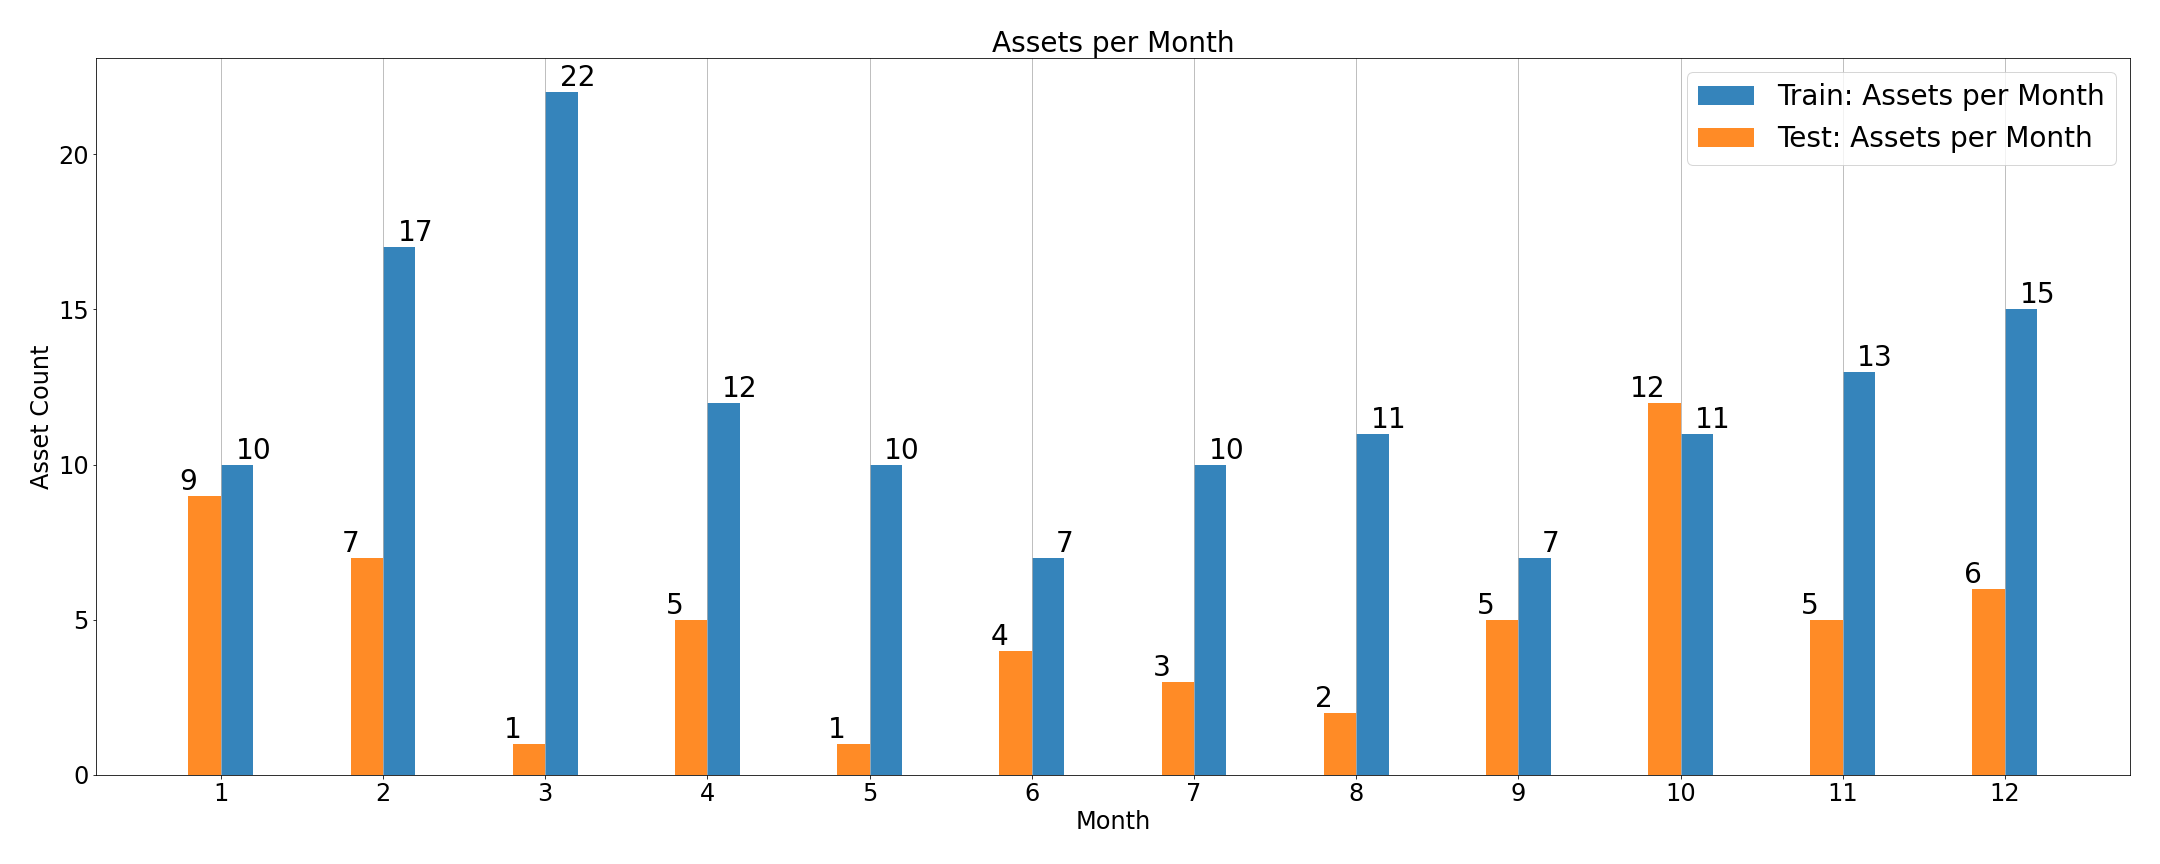 Assets per Month
Train: Assets per Month
Test: Assets per Month
Asset Count
20
15
10
5
0
9 10
7 17
1 22
5 12
1 10
4 7
3 10
2 11
5 7
12 11
5 13
6 15
1 2 3 4 5 6 7 8 9 10 11 12
Month